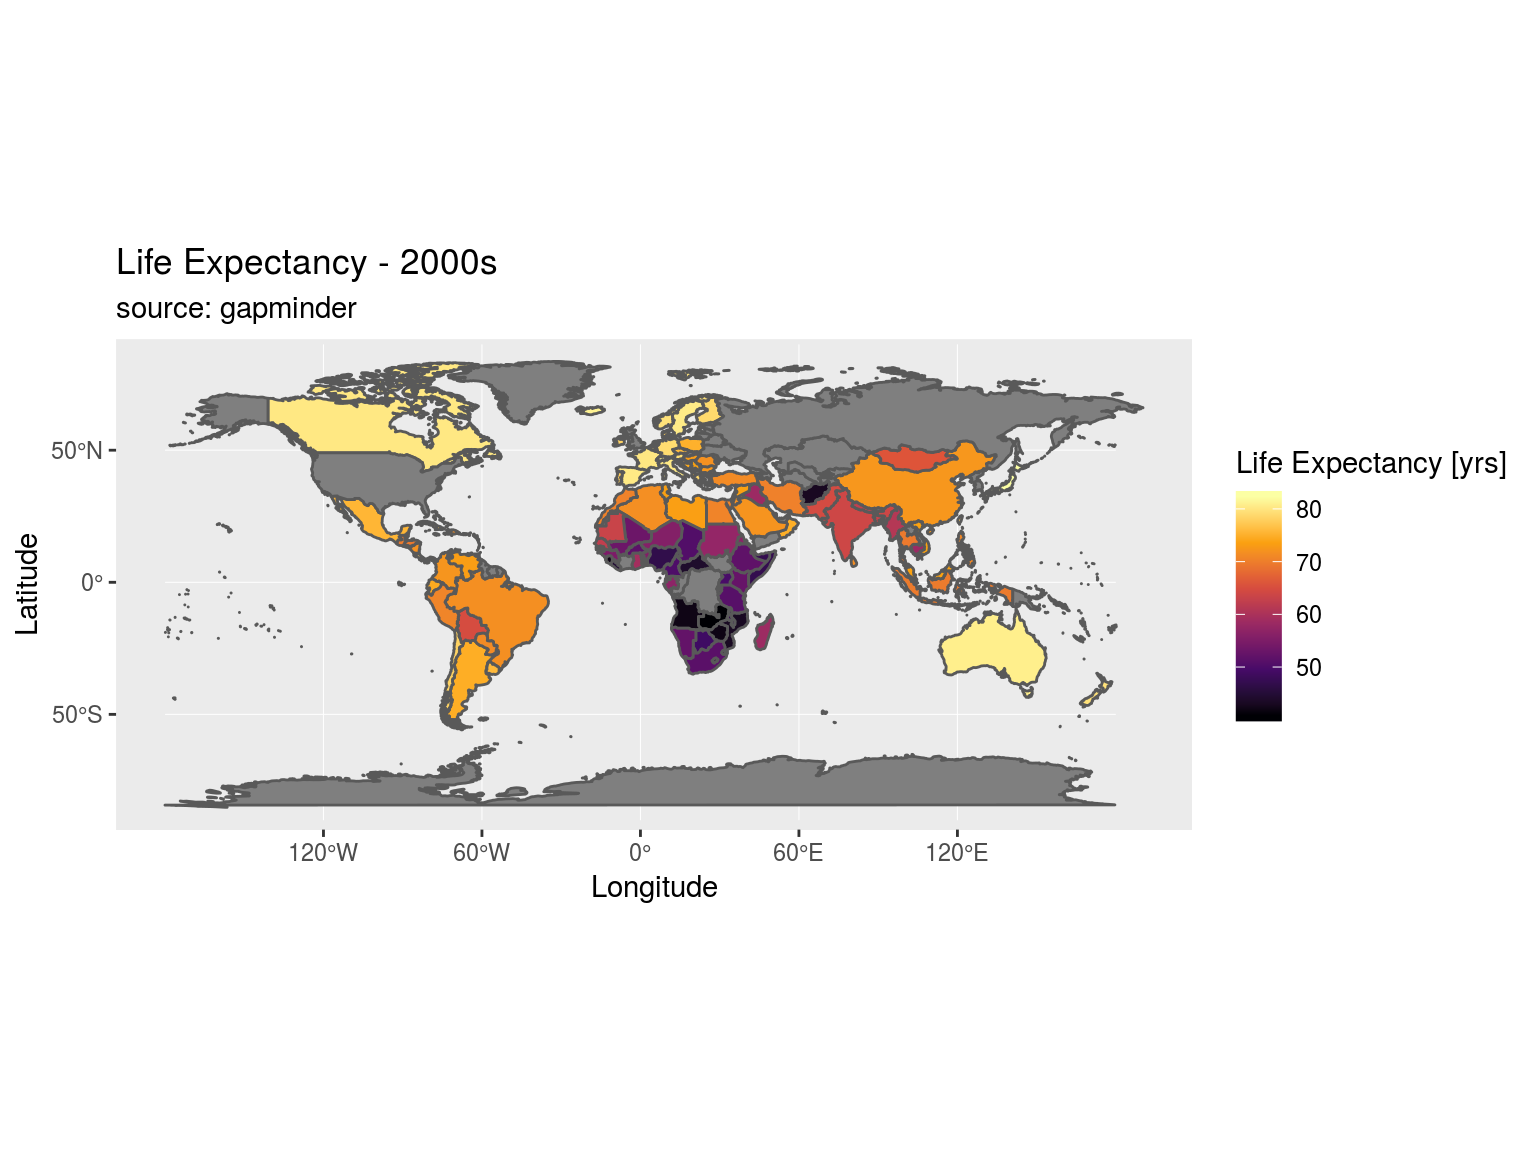 Life Expectancy - 2000s
source: gapminder
Latitude
50°N
0°
50°S
120°W
60°W
0°
60°E
120°E
Longitude
Life Expectancy [yrs]
80
70
60
50